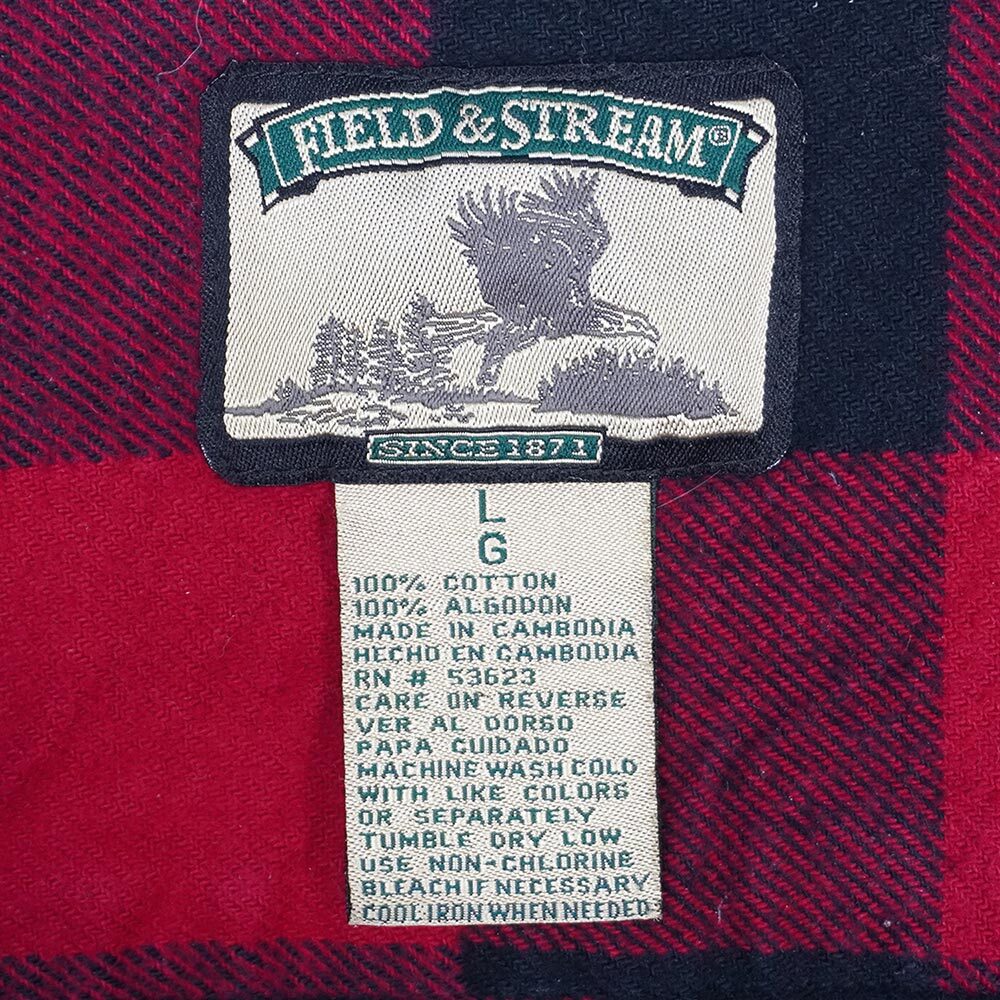 FIELD & STREAM®
SINCE 1871
L
G
100% COTTON
100% ALGODON
MADE IN CAMBODIA
HECHO EN CAMBODIA
RN # 53623
CARE ON REVERSE
VER AL DORSO
PAPA CUIDADO
MACHINE WASH COLD
WITH LIKE COLORS
OR SEPARATELY
TUMBLE DRY LOW
USE NON-CHLORINE
BLEACH IF NECESSARY
COOL IRON WHEN NEEDED